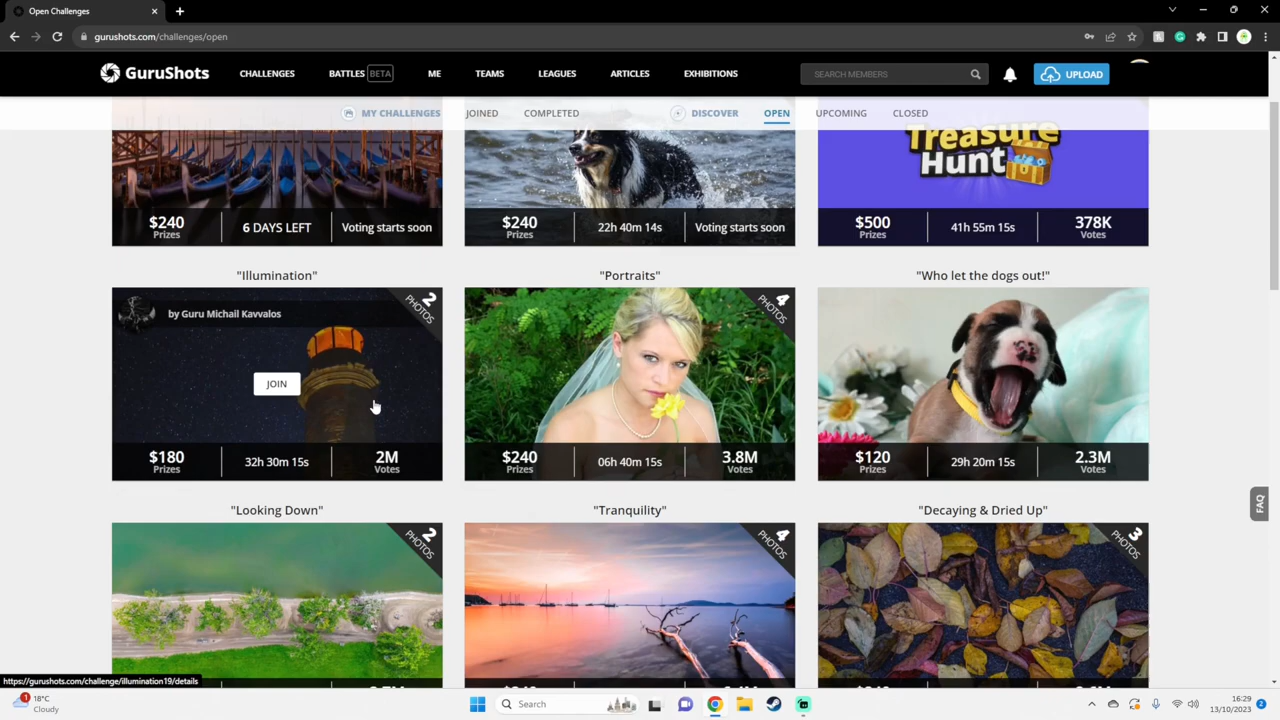 Open Challenges
gurushots.com/challenges/open
GuruShots
CHALLENGES
BATTLES BETA
ME
TEAMS
LEAGUES
ARTICLES
EXHIBITIONS
SEARCH MEMBERS
UPLOAD
MY CHALLENGES
JOINED
COMPLETED
DISCOVER
OPEN
UPCOMING
CLOSED
Treasure
Hunt
$240
Prizes
6 DAYS LEFT
Voting starts soon
$240
Prizes
22h 40m 14s
Voting starts soon
$500
Prizes
41h 55m 15s
378K
Votes
"Illumination"
"Portraits"
"Who let the dogs out!"
by Guru Michail Kavvalos
2
PHOTOS
JOIN
$180
Prizes
32h 30m 15s
2M
Votes
4
PHOTOS
$240
Prizes
06h 40m 15s
3.8M
Votes
$120
Prizes
29h 20m 15s
2.3M
Votes
FAQ
"Looking Down"
"Tranquility"
"Decaying & Dried Up"
2
PHOTOS
4
PHOTOS
3
PHOTOS
https://gurushots.com/challenge/illumination19/details
1
18°C
Cloudy
Search
16:29
13/10/2023
2